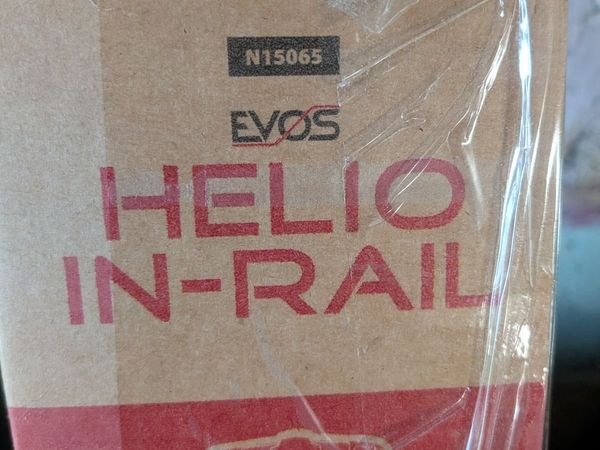 N15065
EVOS
HELIO
IN-RAIL